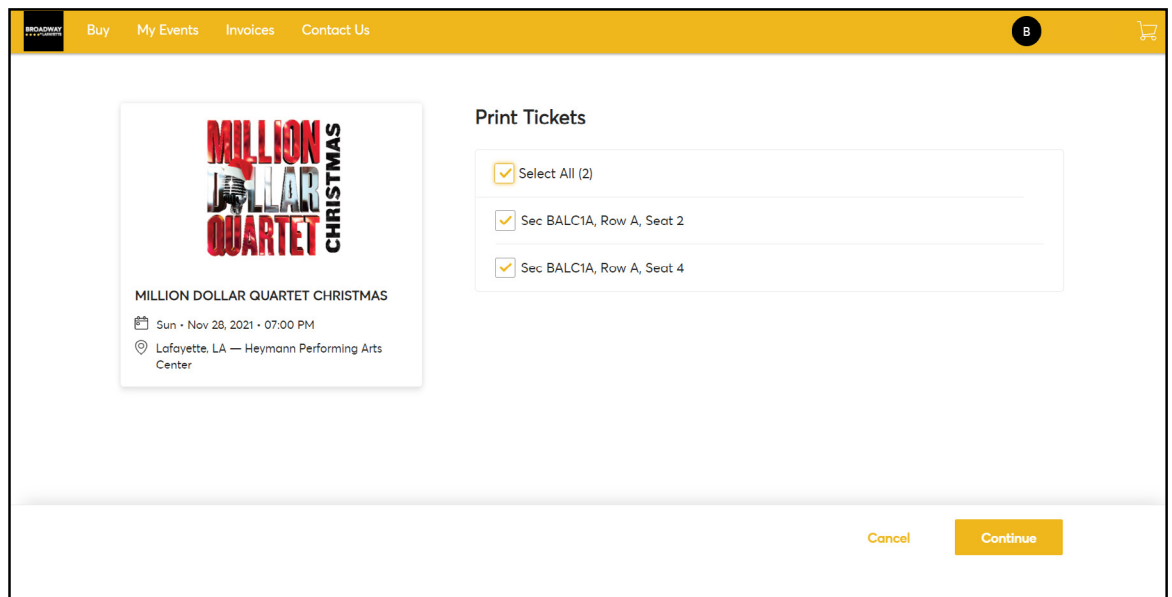 BROADWAY
Buy My Events Invoices Contact Us
B
MILLION
DOLLAR
QUARTET
CHRISTMAS
MILLION DOLLAR QUARTET CHRISTMAS
Sun • Nov 28, 2021 • 07:00 PM
Lafayette, LA — Heymann Performing Arts
Center
Print Tickets
Select All (2)
Sec BALC1A, Row A, Seat 2
Sec BALC1A, Row A, Seat 4
Cancel Continue